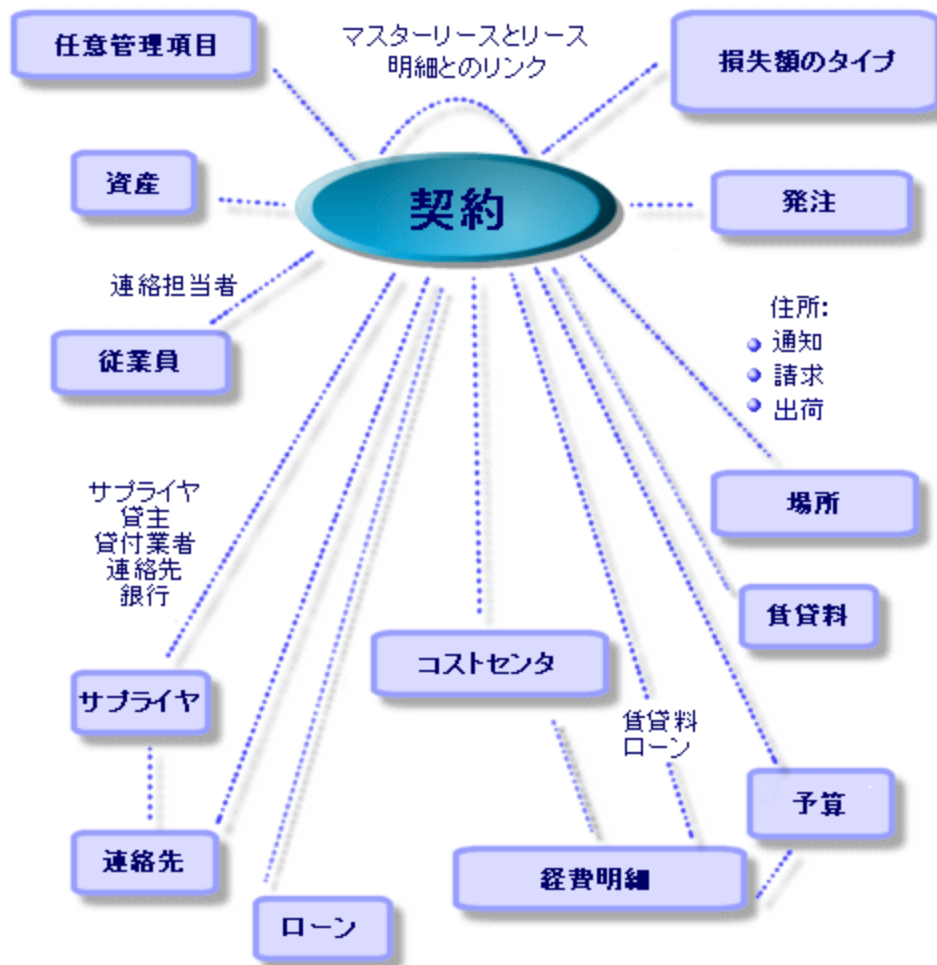 任意管理項目
マスターリースとリース
明細とのリンク
損失額のタイプ
資産
契約
発注
連絡担当者
従業員
住所:
通知
請求
出荷
サプライヤ
貸主
貸付業者
連絡先
銀行
場所
賃貸料
コストセンタ
サプライヤ
賃貸料
ローン
予算
連絡先
経費明細
ローン